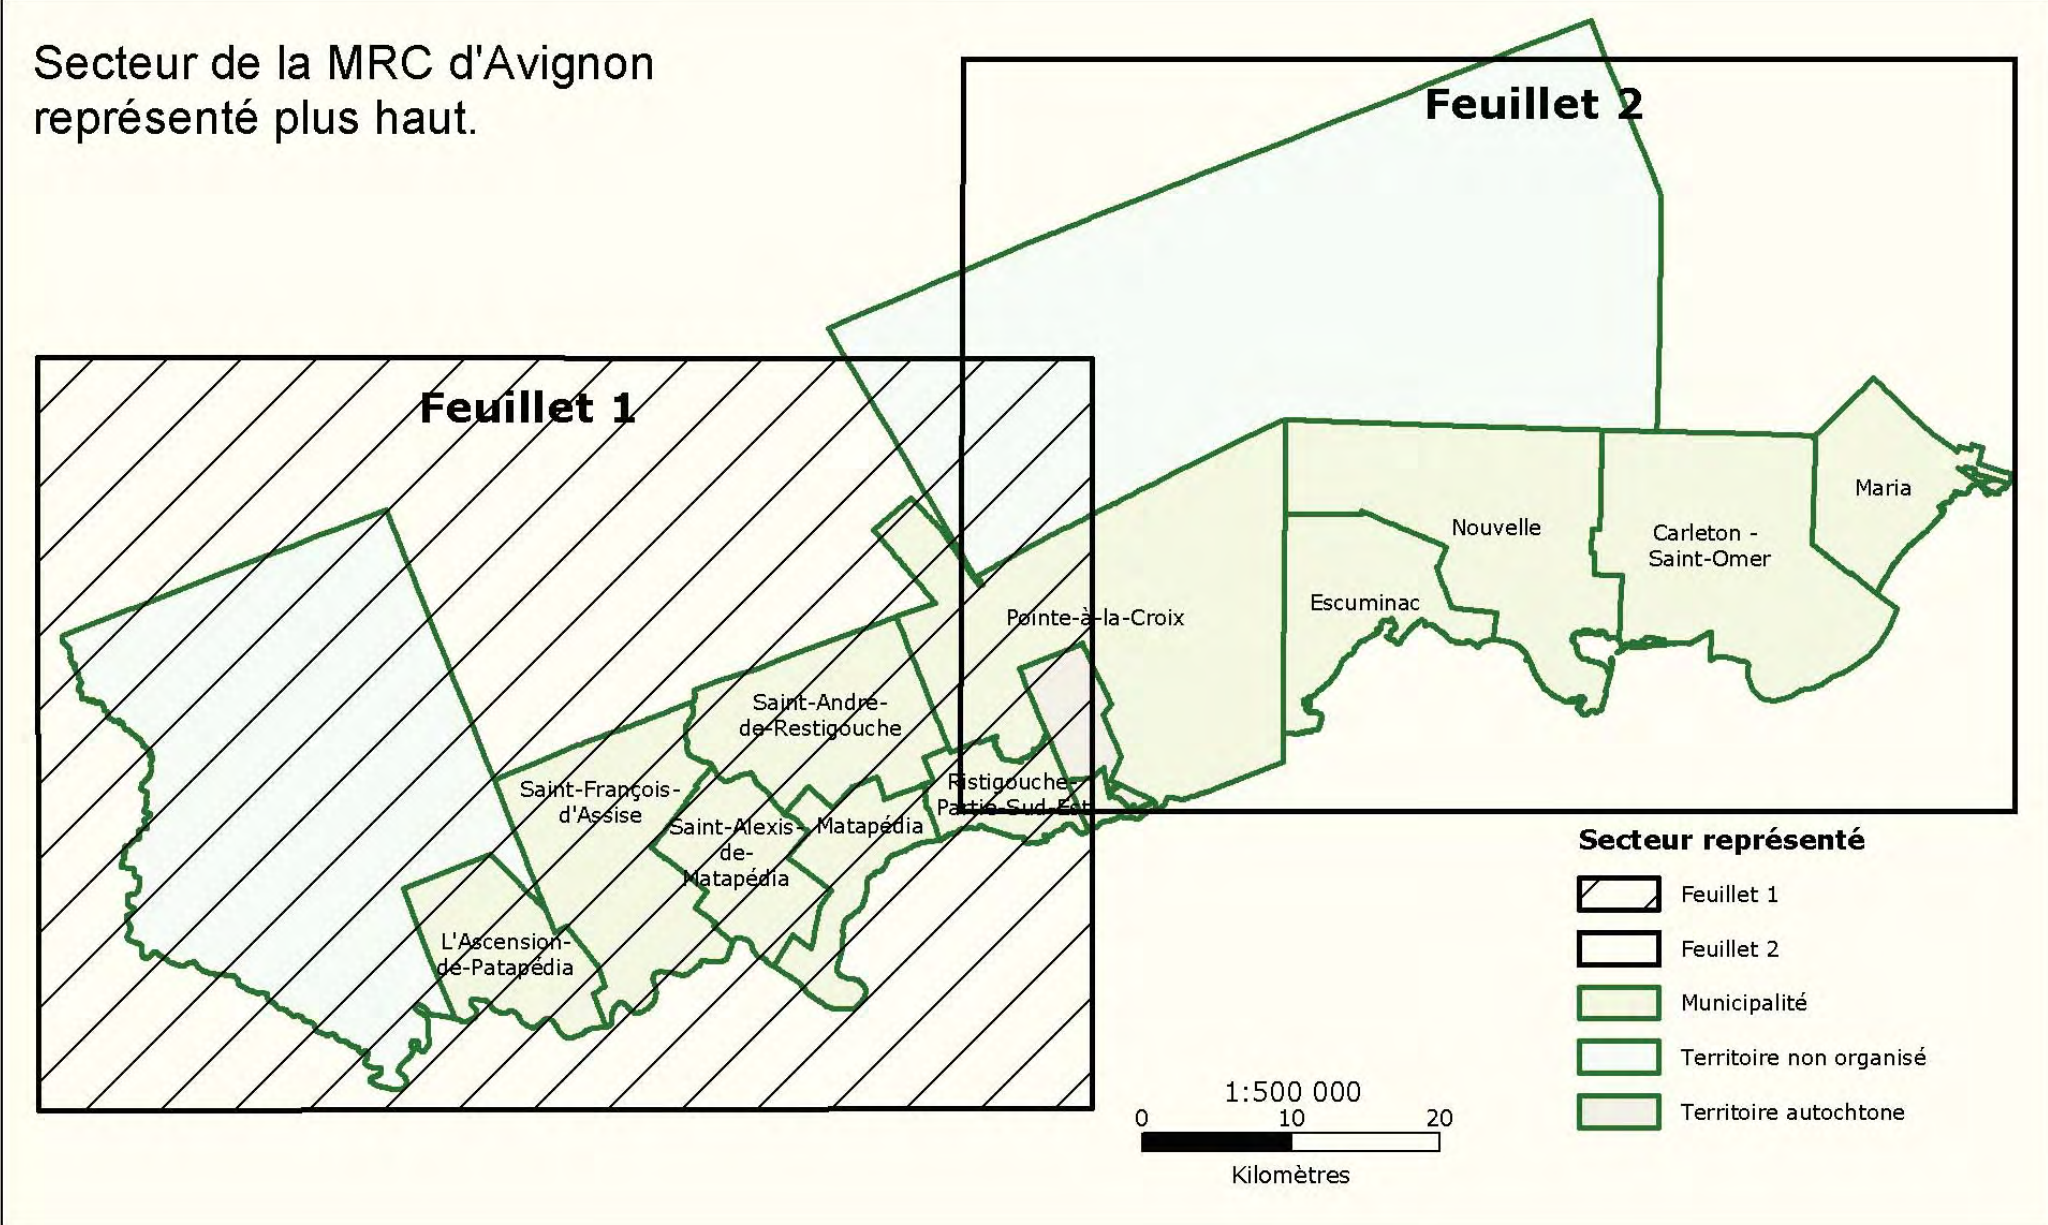 Secteur de la MRC d'Avignon
représenté plus haut.
Feuillet 2
Feuillet 1
Maria
Nouvelle
Carleton -
Saint-Omer
Escuminac
Pointe-à-la-Croix
Saint-André-
de-Restigouche
Ristigouche-
Partie-Sud-Est
Saint-François-
d'Assise
Saint-Alexis-
de-
Matapédia
Matapédia
L'Ascension-
de-Patapédia
Secteur représenté
Feuillet 1
Feuillet 2
Municipalité
Territoire non organisé
Territoire autochtone
1:500 000
0 10 20
Kilomètres